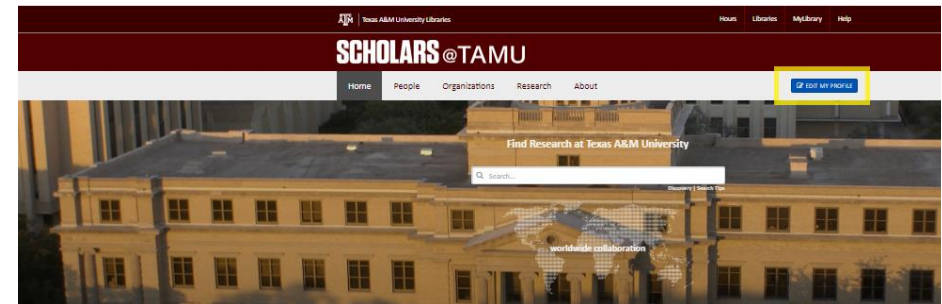 ĀM | Texas A&M University Libraries
Hours Libraries MyLibrary Help
SCHOLARS @TAMU
Home People Organizations Research About
EDIT MY PROFILE
Find Research at Texas A&M University
Search...
Discovery | Search Tips
worldwide collaboration